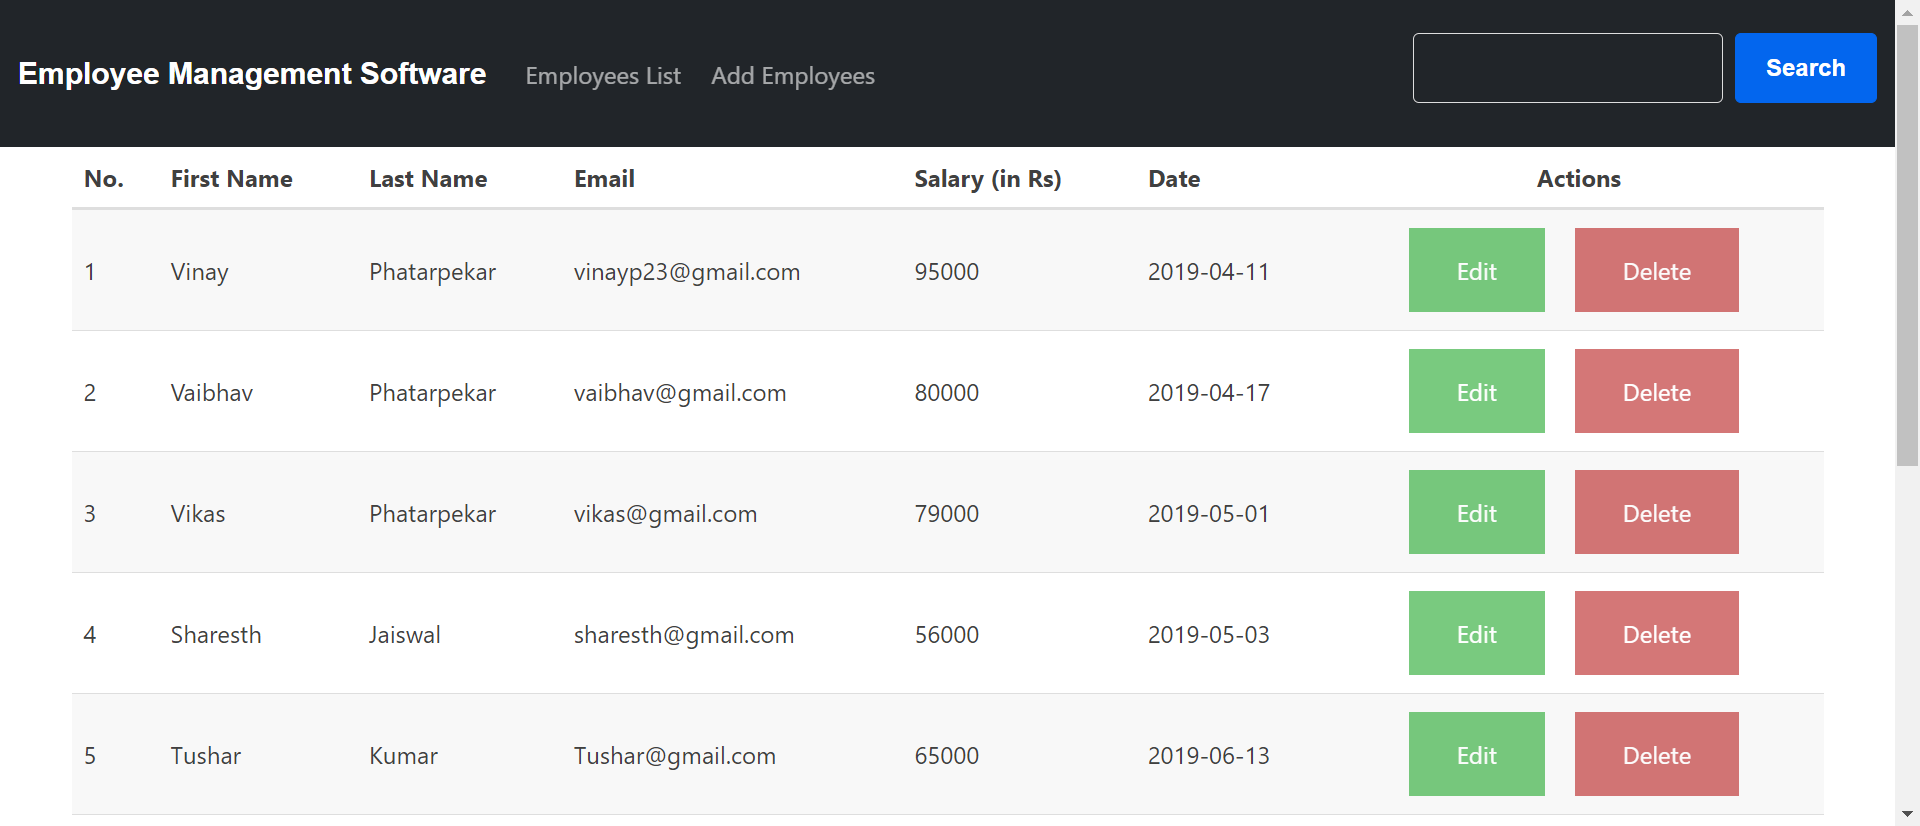 Employee Management Software Employees List Add Employees Search
No. First Name Last Name Email Salary (in Rs) Date Actions
1 Vinay Phatarpekar vinayp23@gmail.com 95000 2019-04-11 Edit Delete
2 Vaibhav Phatarpekar vaibhav@gmail.com 80000 2019-04-17 Edit Delete
3 Vikas Phatarpekar vikas@gmail.com 79000 2019-05-01 Edit Delete
4 Sharesth Jaiswal sharesth@gmail.com 56000 2019-05-03 Edit Delete
5 Tushar Kumar Tushar@gmail.com 65000 2019-06-13 Edit Delete